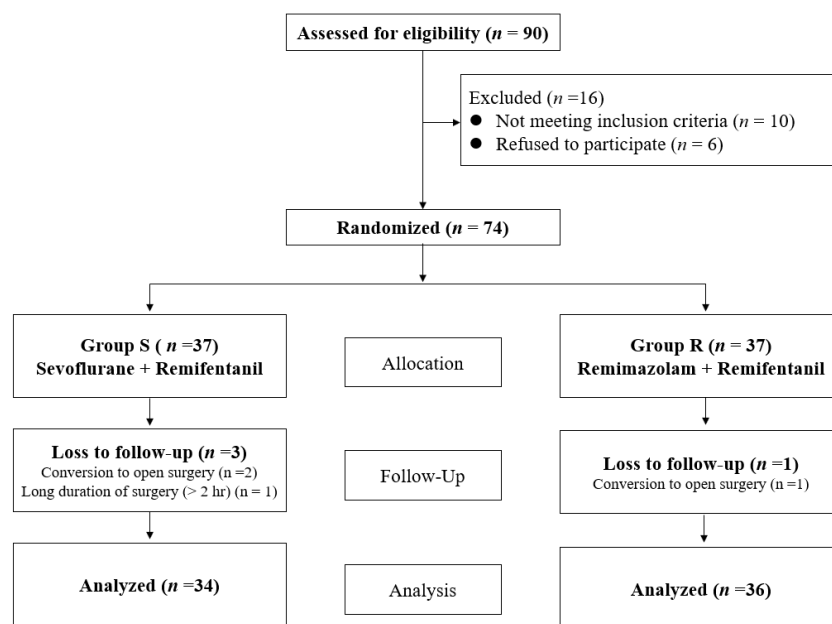 Assessed for eligibility (n = 90)
Excluded (n =16)
● Not meeting inclusion criteria (n = 10)
● Refused to participate (n = 6)
Randomized (n = 74)
Group S ( n =37)
Sevoflurane + Remifentanil
Allocation
Group R (n = 37)
Remimazolam + Remifentanil
Loss to follow-up (n =3)
Conversion to open surgery (n =2)
Long duration of surgery (> 2 hr) (n = 1)
Follow-Up
Loss to follow-up (n =1)
Conversion to open surgery (n =1)
Analyzed (n =34)
Analysis
Analyzed (n =36)